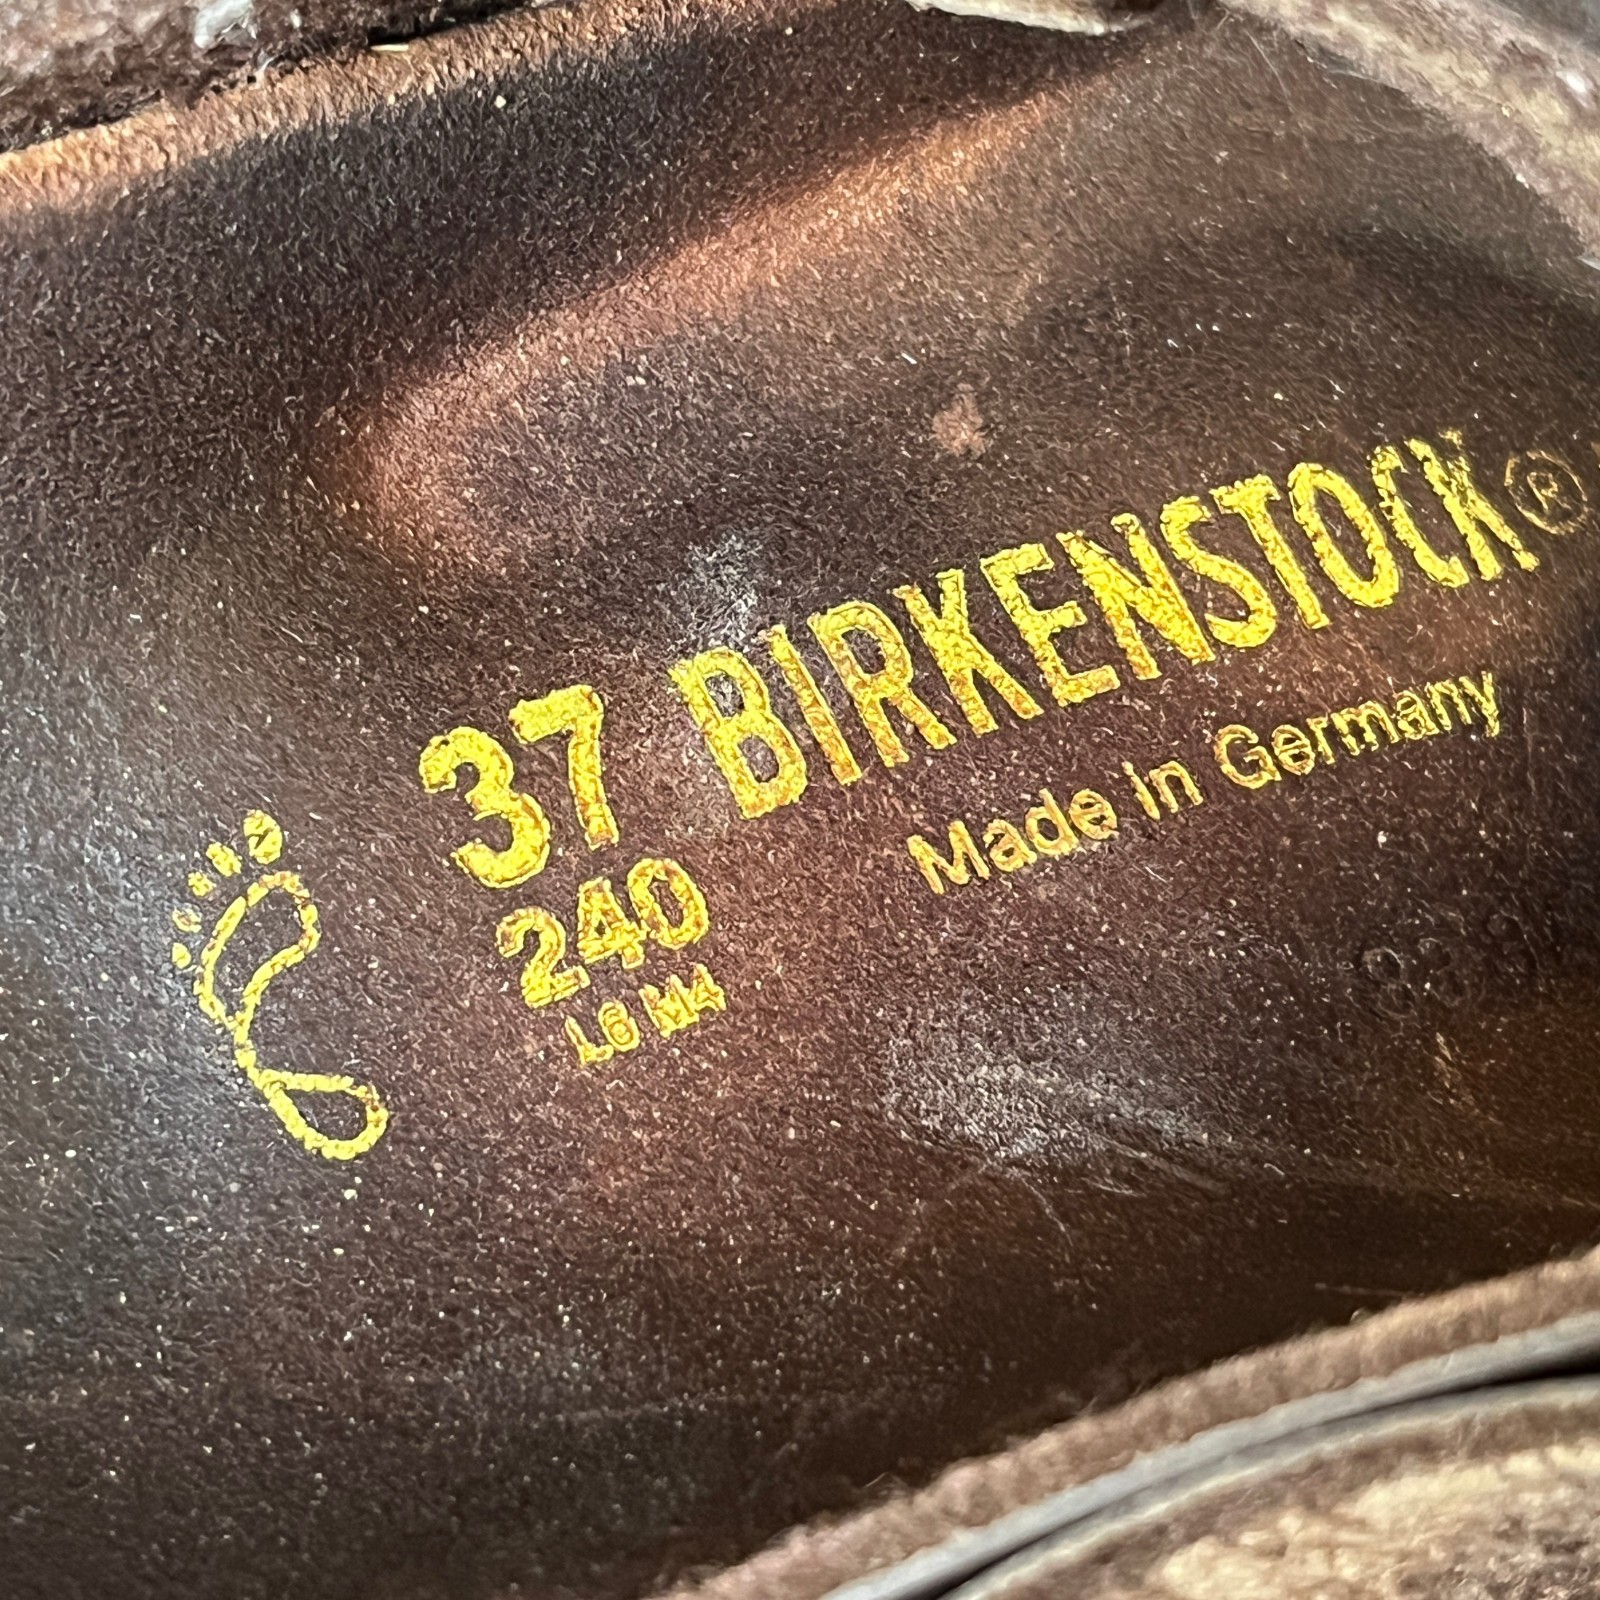 37 BIRKENSTOCK®
240 Made in Germany
L6 M4